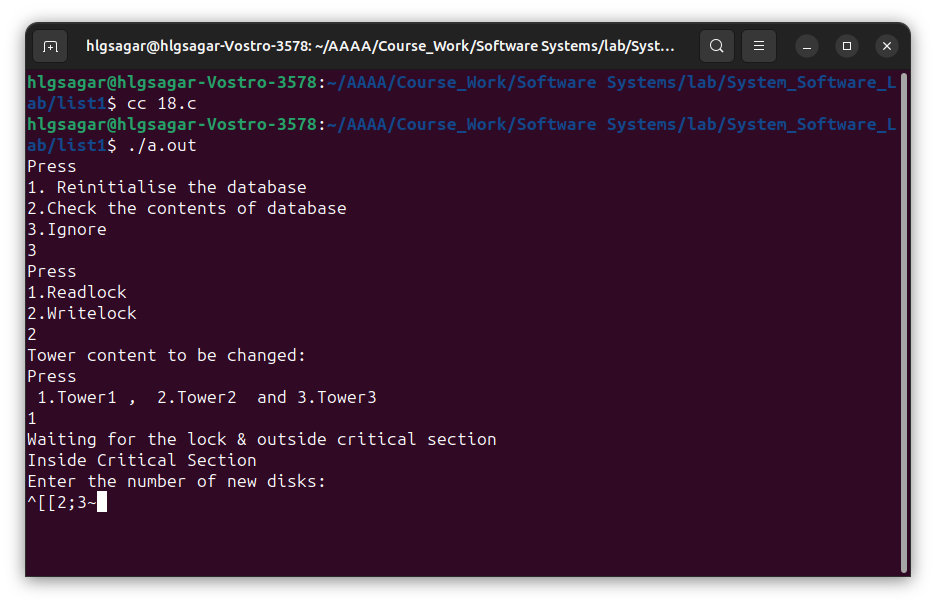 hlgsagar@hlgsagar-Vostro-3578: ~/AAAA/Course_Work/Software Systems/lab/Syst...
hlgsagar@hlgsagar-Vostro-3578:~/AAAA/Course_Work/Software Systems/lab/System_Software_L
ab/list1$ cc 18.c
hlgsagar@hlgsagar-Vostro-3578:~/AAAA/Course_Work/Software Systems/lab/System_Software_L
ab/list1$ ./a.out
Press
1. Reinitialise the database
2.Check the contents of database
3.Ignore
3
Press
1.Readlock
2.Writelock
2
Tower content to be changed:
Press
 1.Tower1 ,  2.Tower2  and 3.Tower3
1
Waiting for the lock & outside critical section
Inside Critical Section
Enter the number of new disks:
^[[2;3~